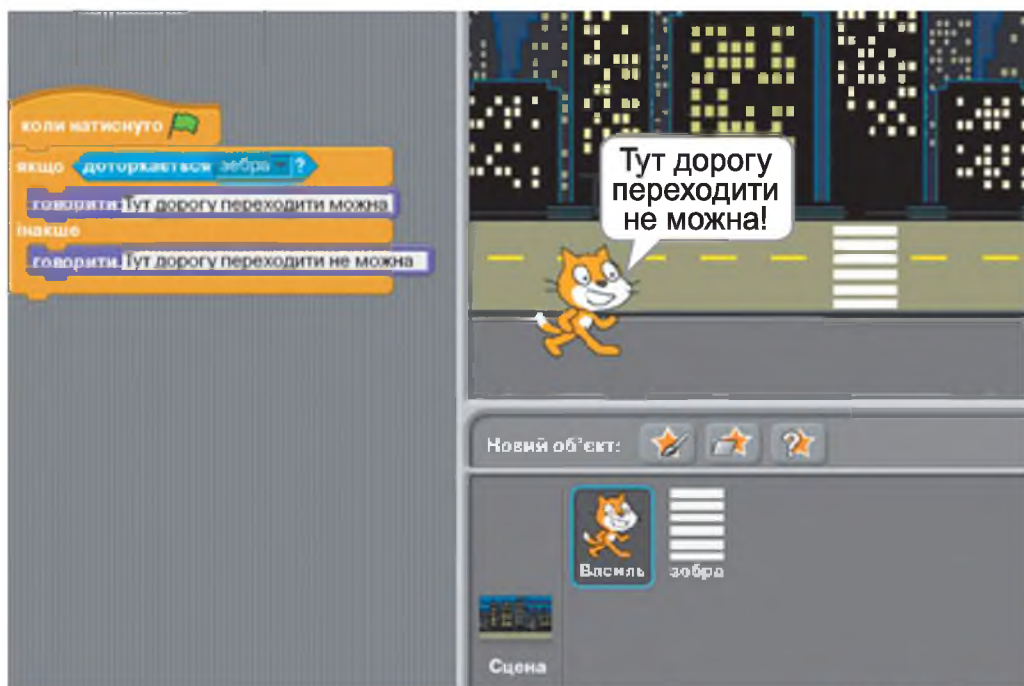 коли натиснуто
якщо доторкається зебра ?
говорити Тут дорогу переходити можна
інакше
говорити Тут дорогу переходити не можна
Тут дорогу
переходити
не можна!
Новий об'єкт:
Василь
зебра
Сцена